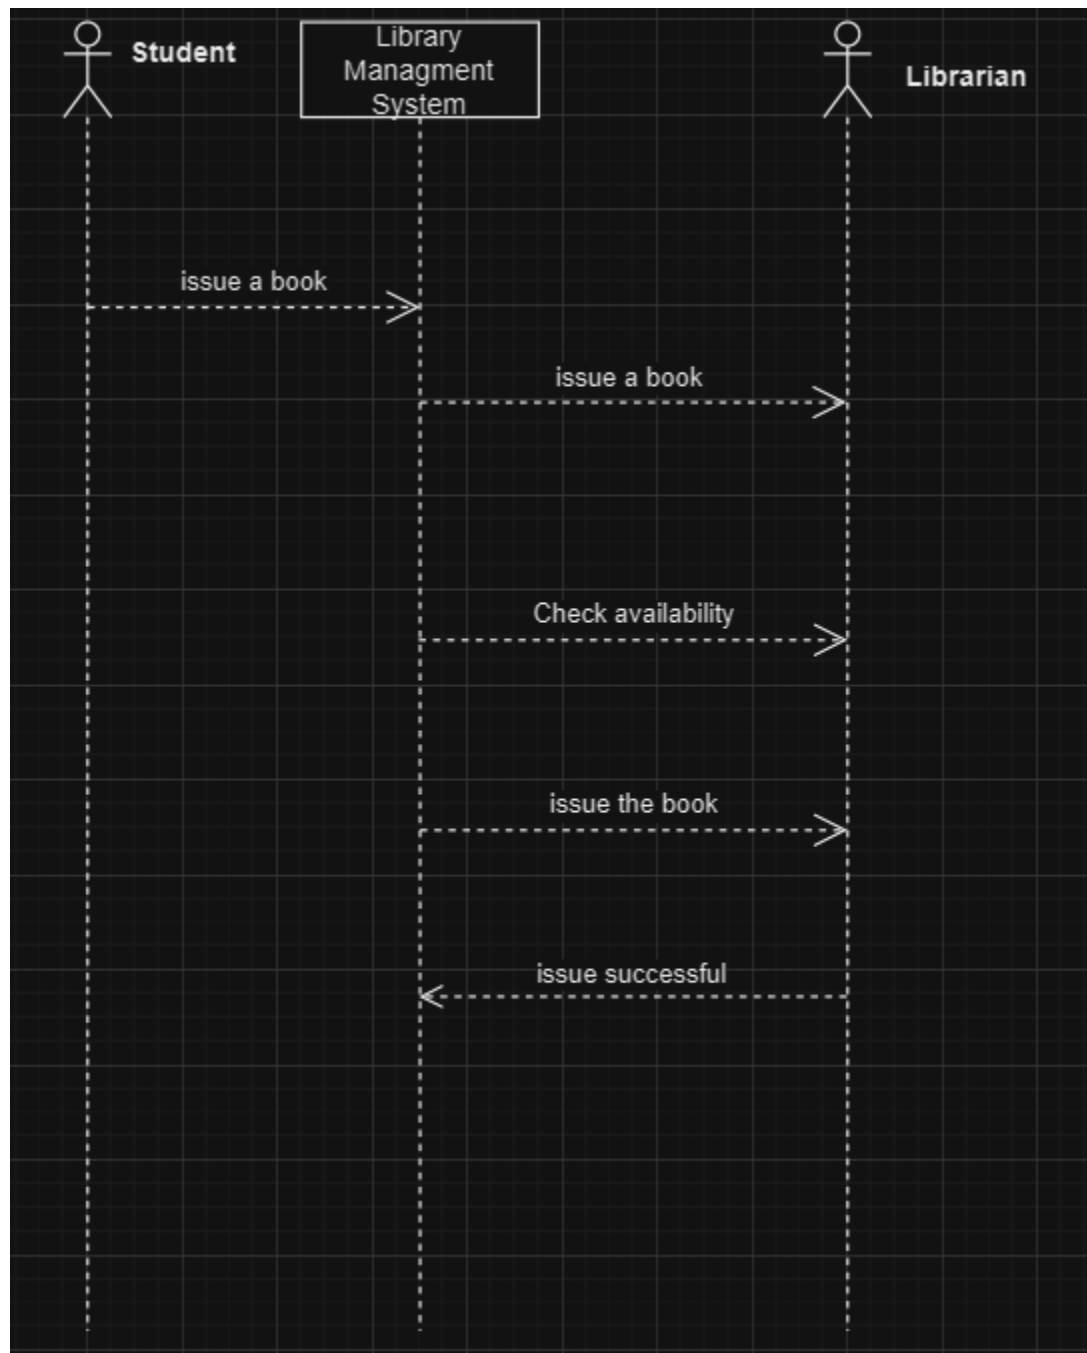 Student
Library
Managment
System
Librarian
issue a book
issue a book
Check availability
issue the book
issue successful